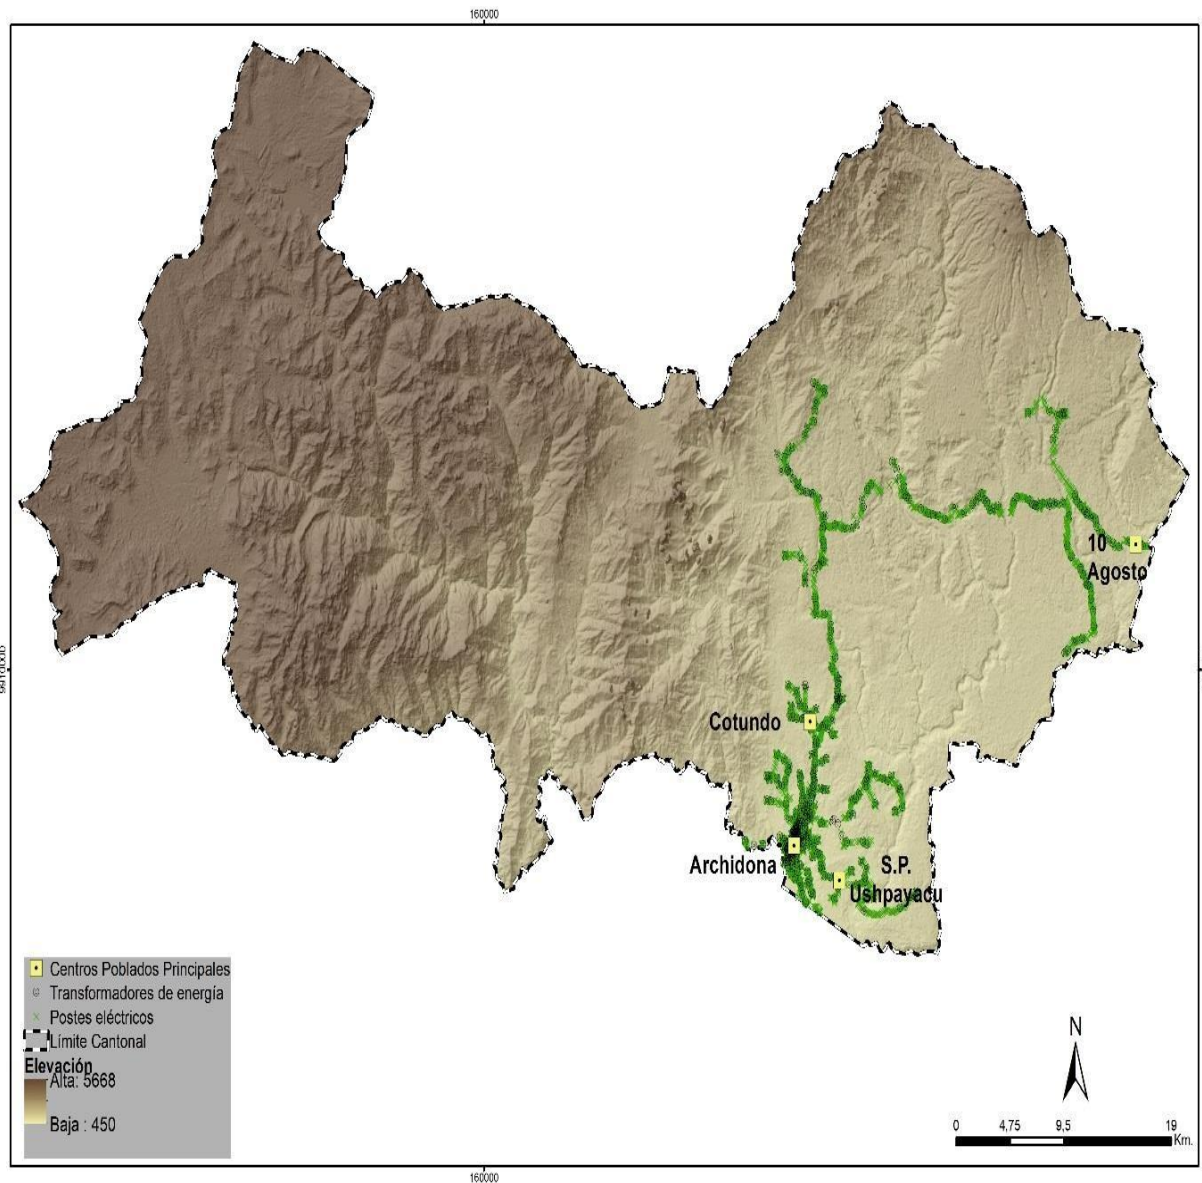 160000
10
Agosto
Cotundo
Archidona
S.P.
Ushpayacu
Centros Poblados Principales
Transformadores de energía
Postes eléctricos
Límite Cantonal
Elevación
Alta: 5668
Baja : 450
N
0 4,75 9,5 19
Km.
160000